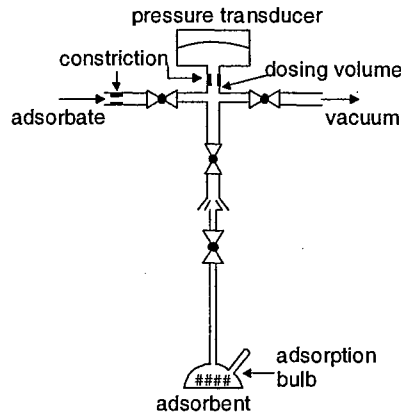 pressure transducer
constriction
dosing volume
adsorbate
vacuum
adsorption
bulb
####
adsorbent